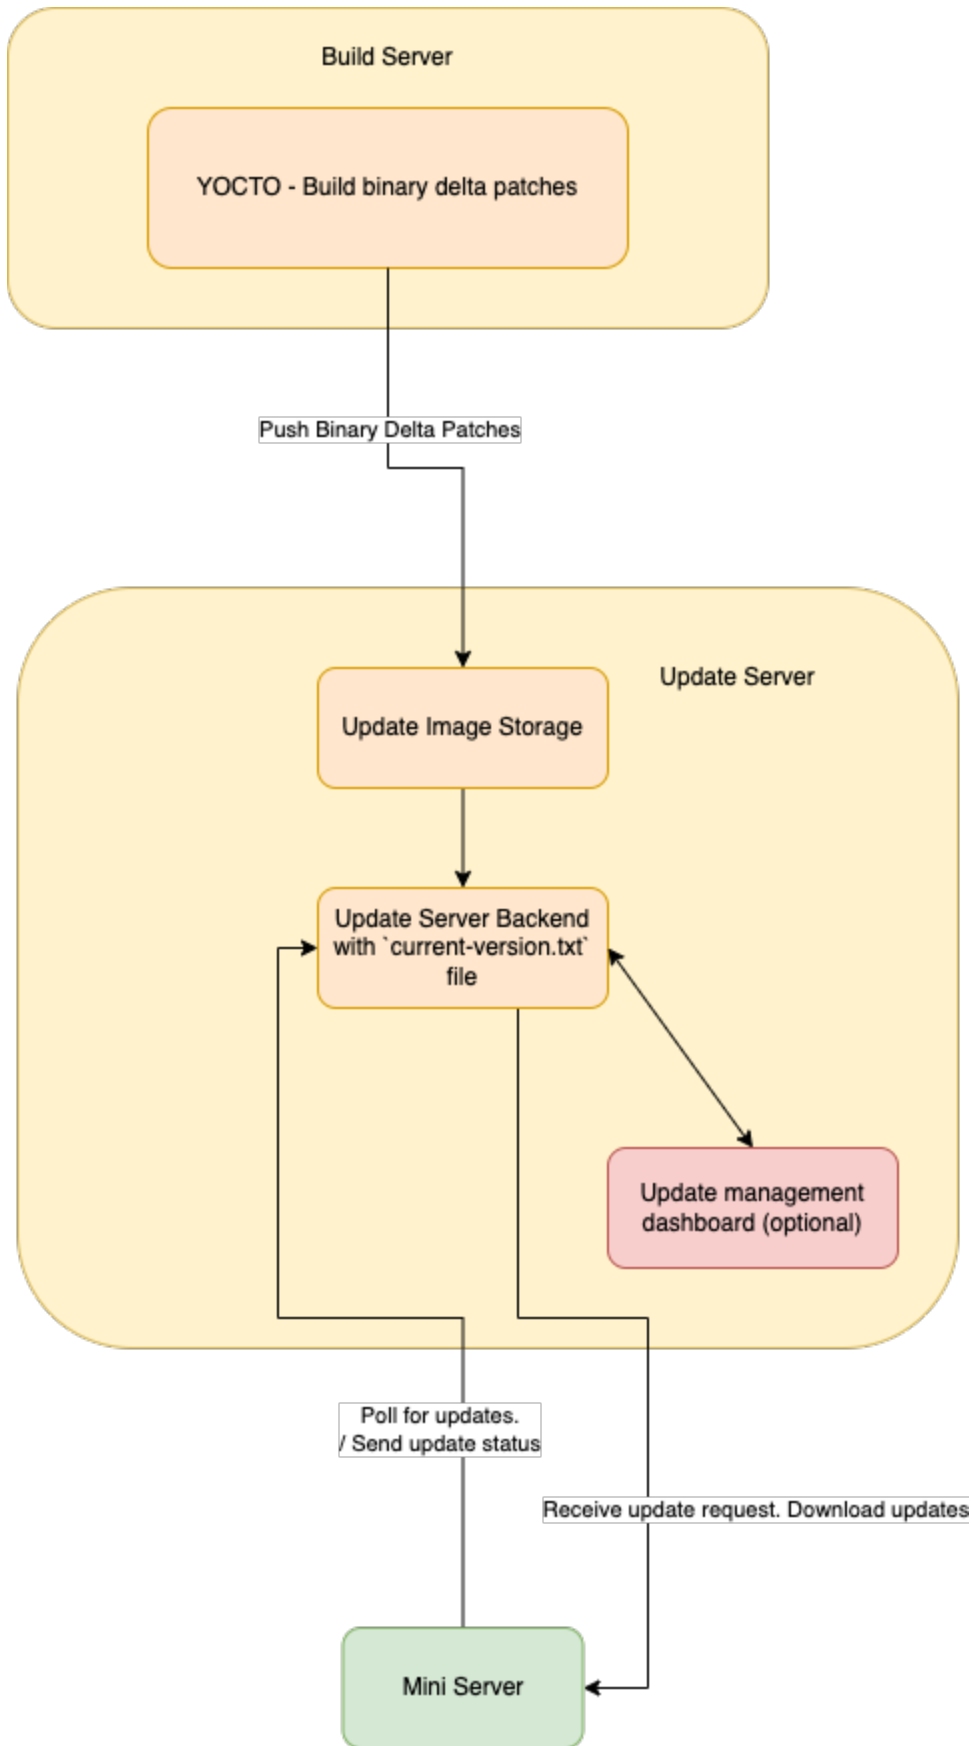 Build Server
YOCTO - Build binary delta patches
Push Binary Delta Patches
Update Server
Update Image Storage
Update Server Backend
with `current-version.txt`
file
Update management
dashboard (optional)
Poll for updates.
/ Send update status
Receive update request. Download updates
Mini Server